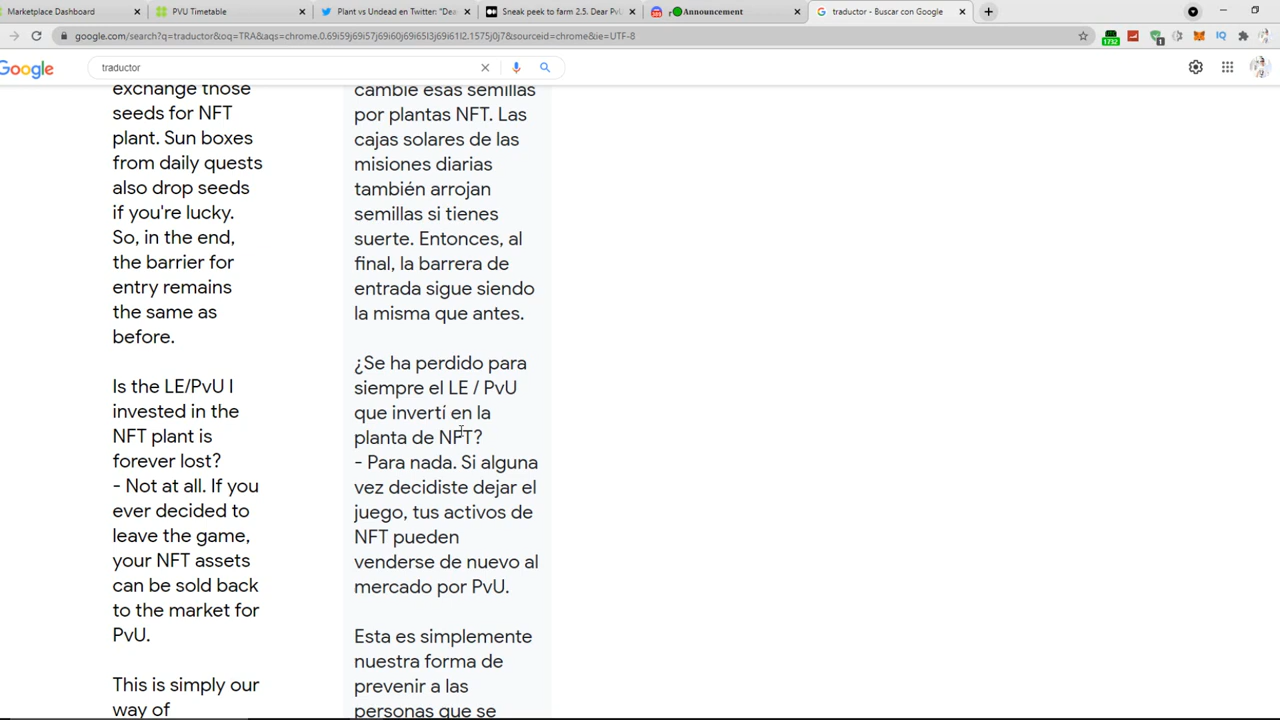 Marketplace Dashboard
PVU Timetable
Plant vs Undead en Twitter: "Dea
Sneak peek to farm 2.5. Dear PvU
Announcement
traductor - Buscar con Google
google.com/search?q=traductor&oq=TRA&aqs=chrome.0.69i59j69i57j69i60j69i65l3j69i61l2.1575j0j7&sourceid=chrome&ie=UTF-8
1732
Google
traductor
exchange those
seeds for NFT
plant. Sun boxes
from daily quests
also drop seeds
if you're lucky.
So, in the end,
the barrier for
entry remains
the same as
before.
Is the LE/PvU I
invested in the
NFT plant is
forever lost?
- Not at all. If you
ever decided to
leave the game,
your NFT assets
can be sold back
to the market for
PvU.
This is simply our
way of
cambie esas semillas
por plantas NFT. Las
cajas solares de las
misiones diarias
también arrojan
semillas si tienes
suerte. Entonces, al
final, la barrera de
entrada sigue siendo
la misma que antes.
¿Se ha perdido para
siempre el LE / PvU
que invertí en la
planta de NFT?
- Para nada. Si alguna
vez decidiste dejar el
juego, tus activos de
NFT pueden
venderse de nuevo al
mercado por PvU.
Esta es simplemente
nuestra forma de
prevenir a las
personas que se